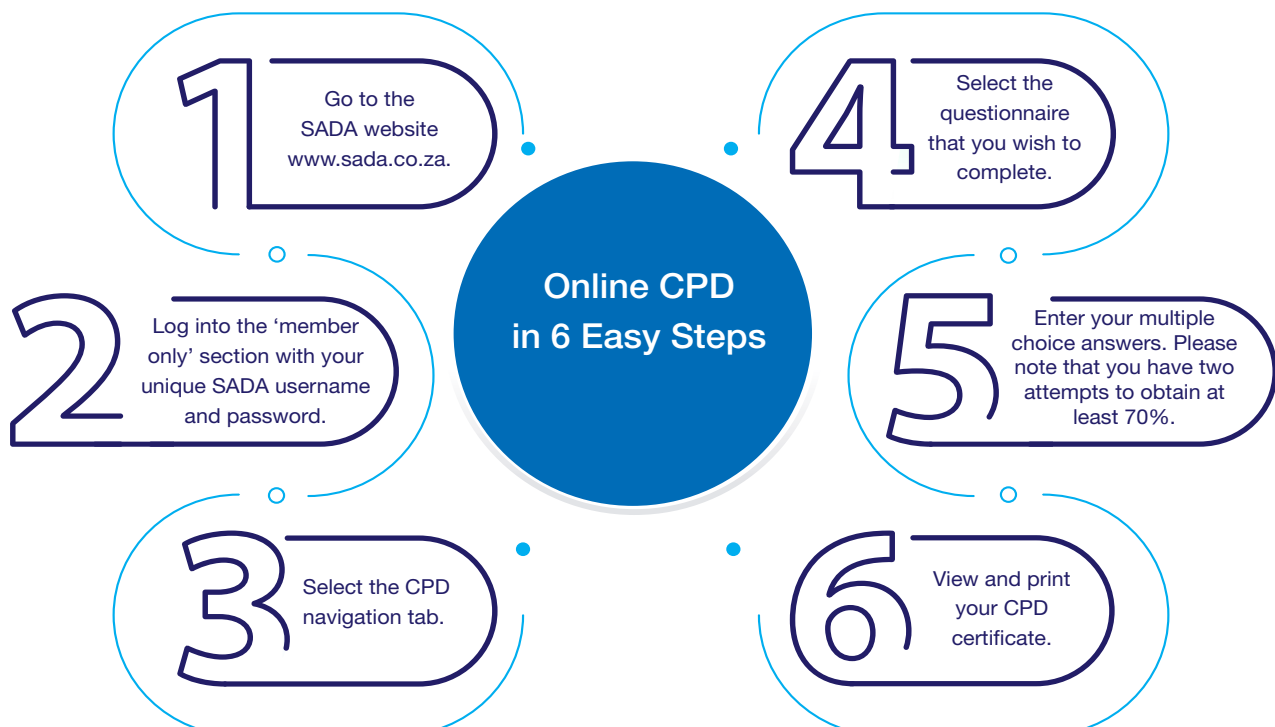 Online CPD
in 6 Easy Steps
1
Go to the
SADA website
www.sada.co.za.
2
Log into the ‘member
only’ section with your
unique SADA username
and password.
3
Select the CPD
navigation tab.
4
Select the
questionnaire
that you wish to
complete.
5
Enter your multiple
choice answers. Please
note that you have two
attempts to obtain at
least 70%.
6
View and print
your CPD
certificate.